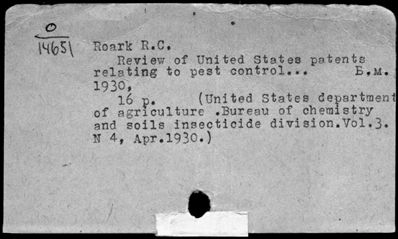 О
14651
Roark R.C.
Review of United States patents
relating to pest control... Б.м.
1930,
16 p. (United States department
of agriculture .Bureau of chemistry
and soils insecticide division.Vol.3.
N 4, Apr.1930.)